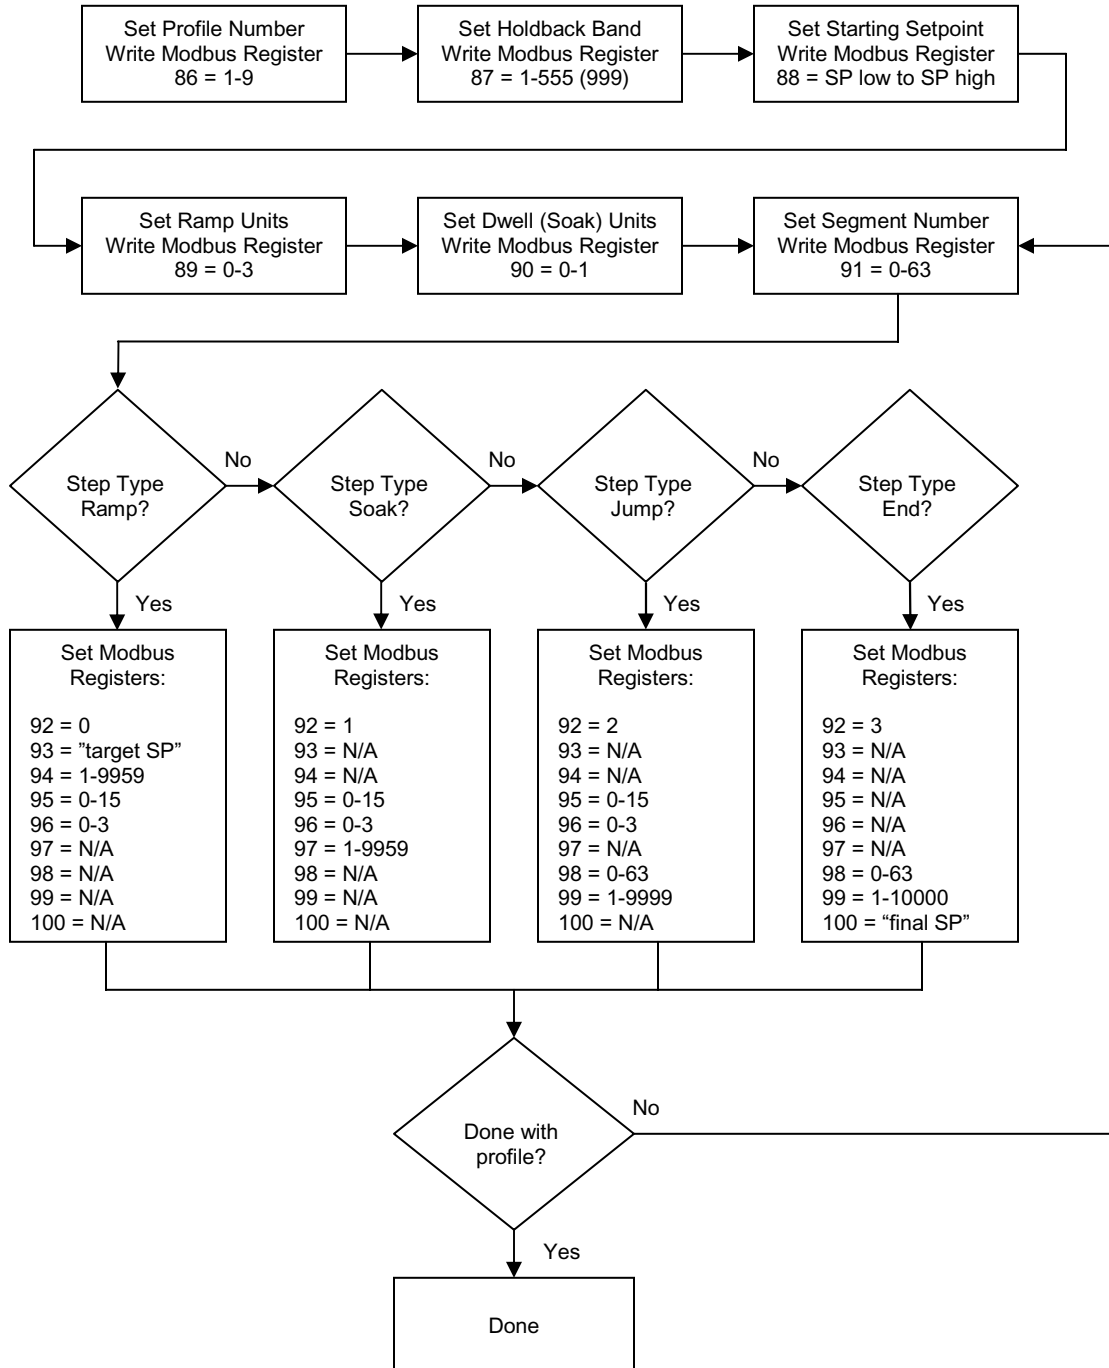 Set Profile Number
Write Modbus Register
86 = 1-9
Set Holdback Band
Write Modbus Register
87 = 1-555 (999)
Set Starting Setpoint
Write Modbus Register
88 = SP low to SP high
Set Ramp Units
Write Modbus Register
89 = 0-3
Set Dwell (Soak) Units
Write Modbus Register
90 = 0-1
Set Segment Number
Write Modbus Register
91 = 0-63
Step Type
Ramp?
No
Step Type
Soak?
No
Step Type
Jump?
No
Step Type
End?
Yes
Yes
Yes
Yes
Set Modbus
Registers:
92 = 0
93 = ”target SP”
94 = 1-9959
95 = 0-15
96 = 0-3
97 = N/A
98 = N/A
99 = N/A
100 = N/A
Set Modbus
Registers:
92 = 1
93 = N/A
94 = N/A
95 = 0-15
96 = 0-3
97 = 1-9959
98 = N/A
99 = N/A
100 = N/A
Set Modbus
Registers:
92 = 2
93 = N/A
94 = N/A
95 = 0-15
96 = 0-3
97 = N/A
98 = 0-63
99 = 1-9999
100 = N/A
Set Modbus
Registers:
92 = 3
93 = N/A
94 = N/A
95 = N/A
96 = N/A
97 = N/A
98 = 0-63
99 = 1-10000
100 = “final SP”
Done with
profile?
No
Yes
Done